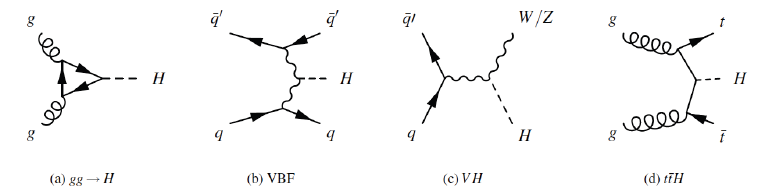 g
g
H
(a) gg → H
q̄′
q̄′
H
q
q
(b) VBF
q̄′
W/Z
q
H
(c) VH
g
t
H
g
t̄
(d) tt̄H